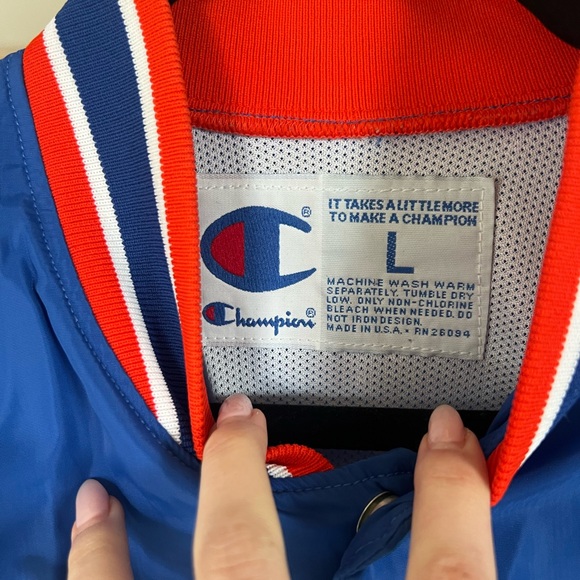 IT TAKES A LITTLE MORE
TO MAKE A CHAMPION
®
L
MACHINE WASH WARM
SEPARATELY. TUMBLE DRY
LOW. ONLY NON-CHLORINE
BLEACH WHEN NEEDED. DO
NOT IRON DESIGN.
MADE IN U.S.A. • RN 26094
Champion®